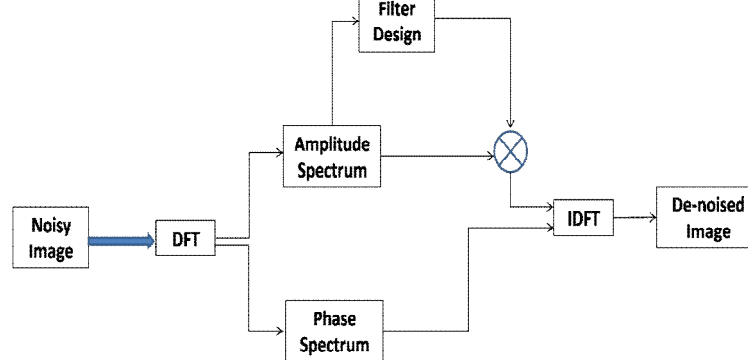 Filter
Design
Amplitude
Spectrum
Noisy
Image
DFT
IDFT
De-noised
Image
Phase
Spectrum